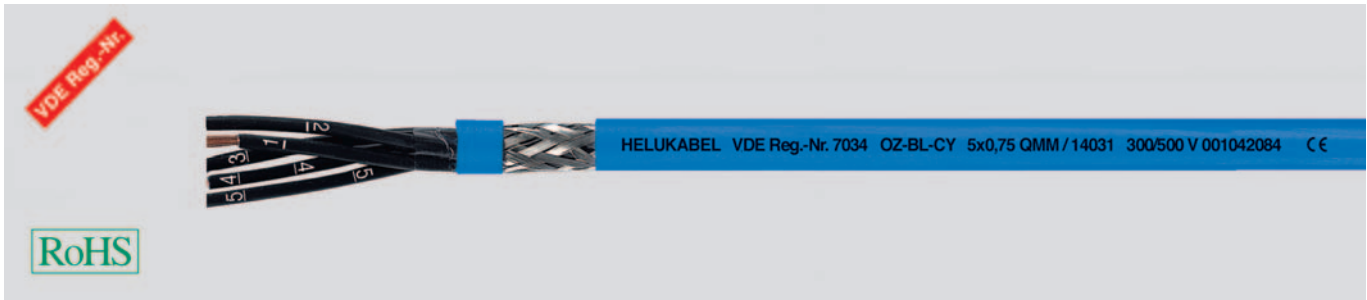 VDE Reg.-Nr.
HELUKABEL VDE Reg.-Nr. 7034 OZ-BL-CY 5x0,75 QMM / 14031 300/500 V 001042084 CE
2
1
3
4
4
5
5
RoHS